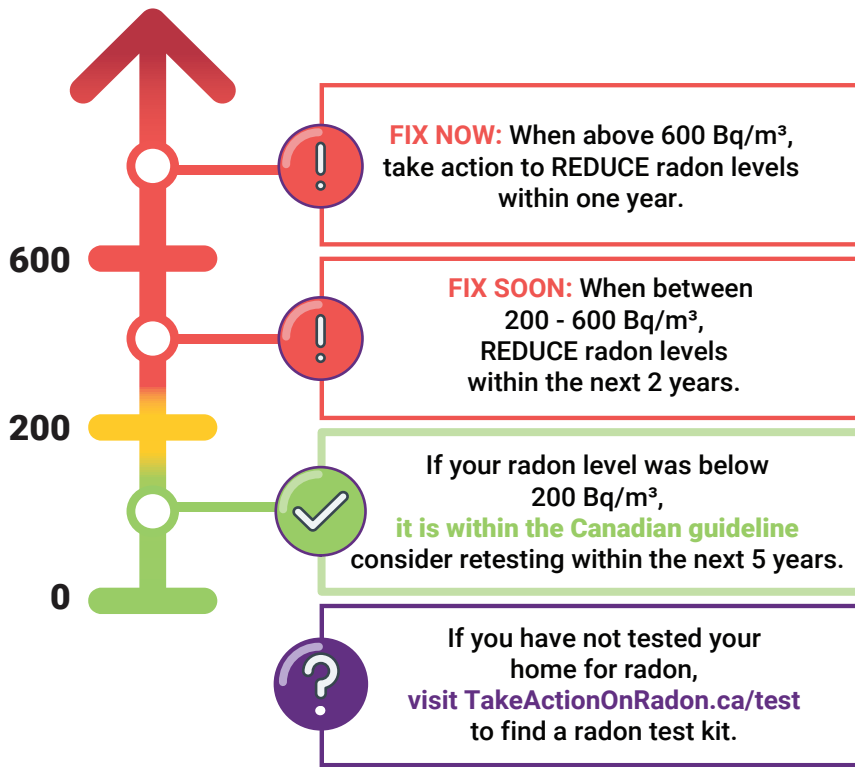 FIX NOW: When above 600 Bq/m³,
take action to REDUCE radon levels
within one year.
600
FIX SOON: When between
200 - 600 Bq/m³,
REDUCE radon levels
within the next 2 years.
200
If your radon level was below
200 Bq/m³,
it is within the Canadian guideline
consider retesting within the next 5 years.
0
If you have not tested your
home for radon,
visit TakeActionOnRadon.ca/test
to find a radon test kit.